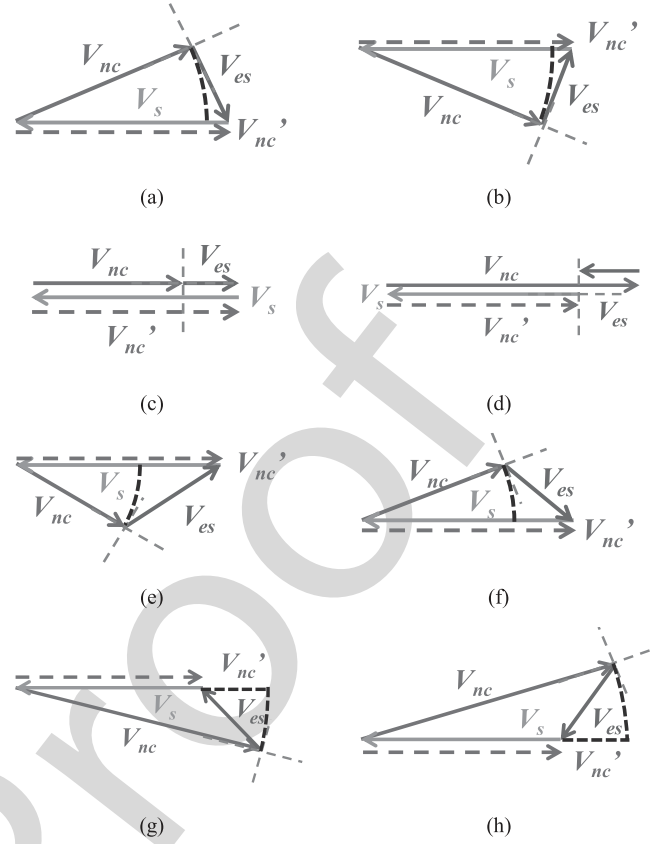 V_nc V_es V_s V_nc'
(a)
V_nc' V_s V_nc V_es
(b)
V_nc V_es V_s V_nc'
(c)
V_nc V_s V_nc' V_es
(d)
V_nc' V_s V_nc V_es
(e)
V_nc V_es V_s V_nc'
(f)
V_nc' V_s V_es V_nc
(g)
V_nc V_s V_es V_nc'
(h)
Proof